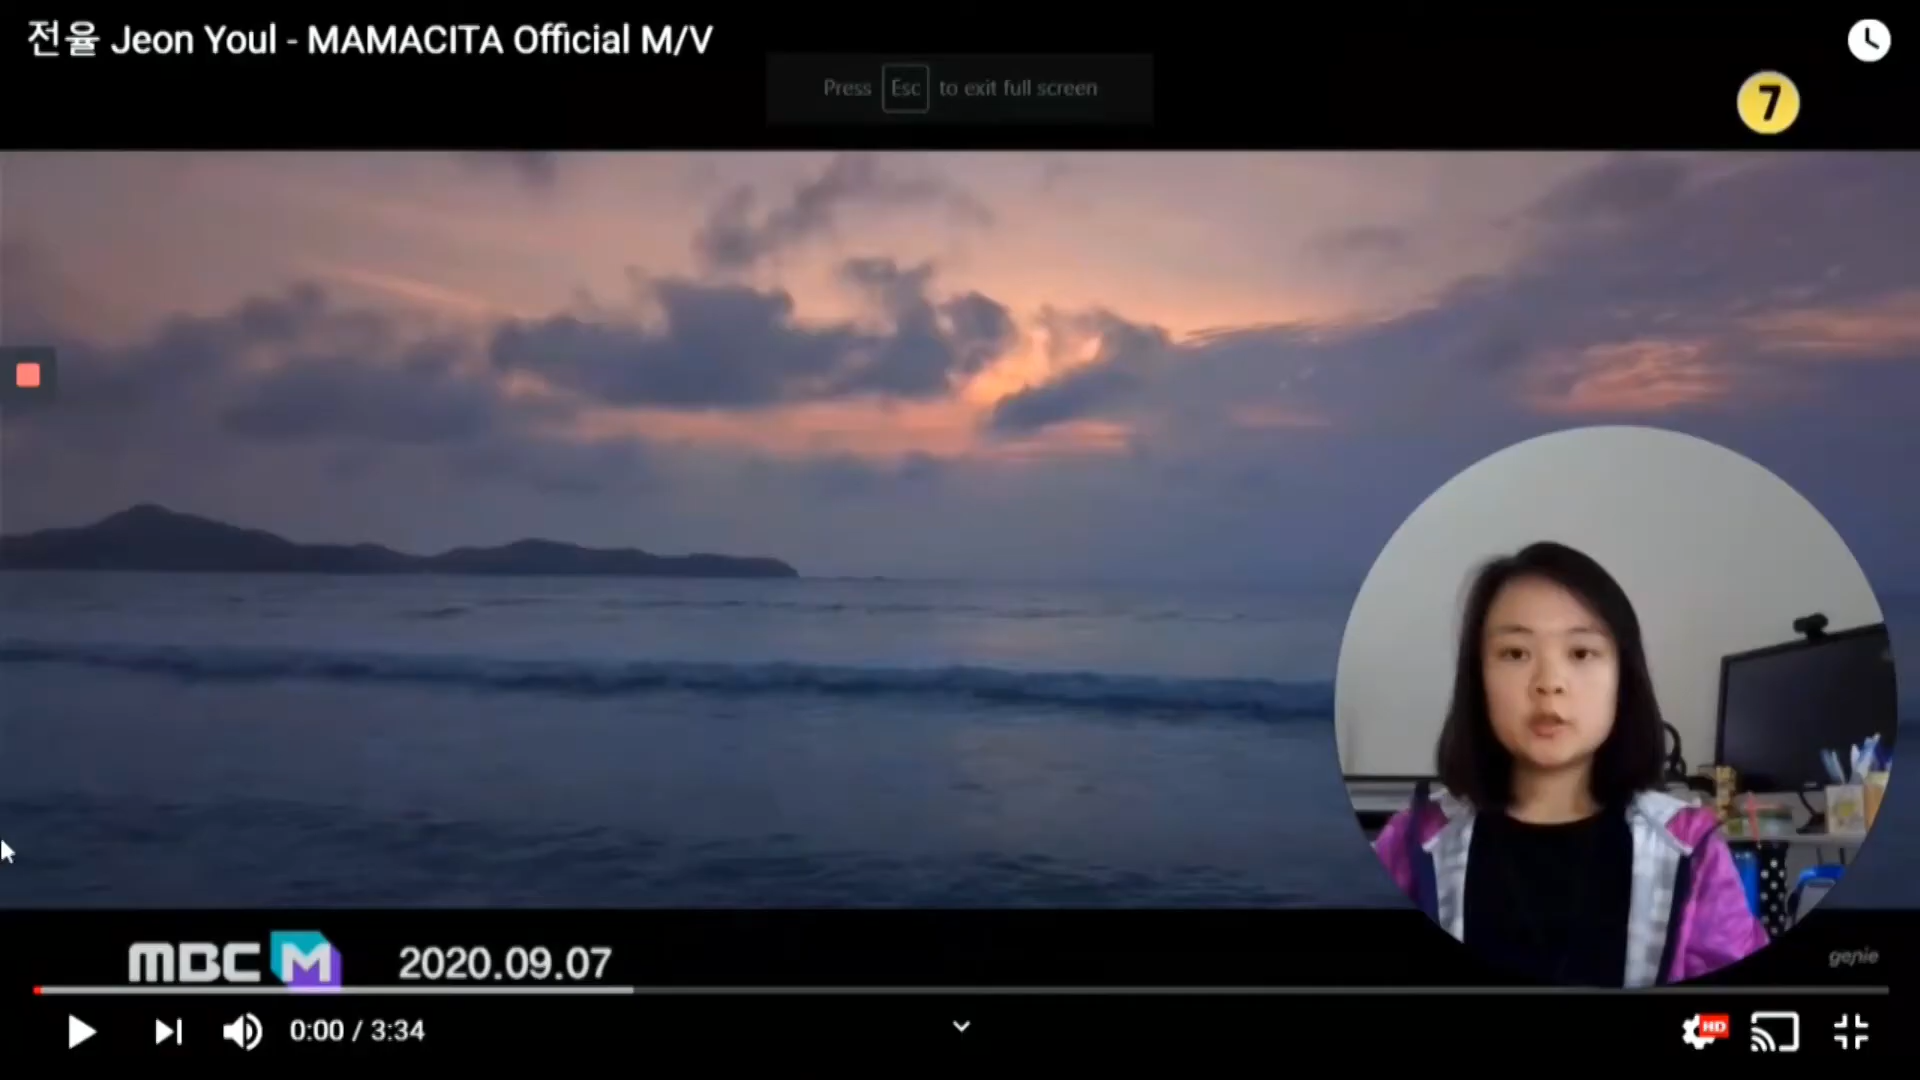 전율 Jeon Youl - MAMACITA Official M/V
Press Esc to exit full screen
7
MBC M 2020.09.07
genie
0:00 / 3:34
HD